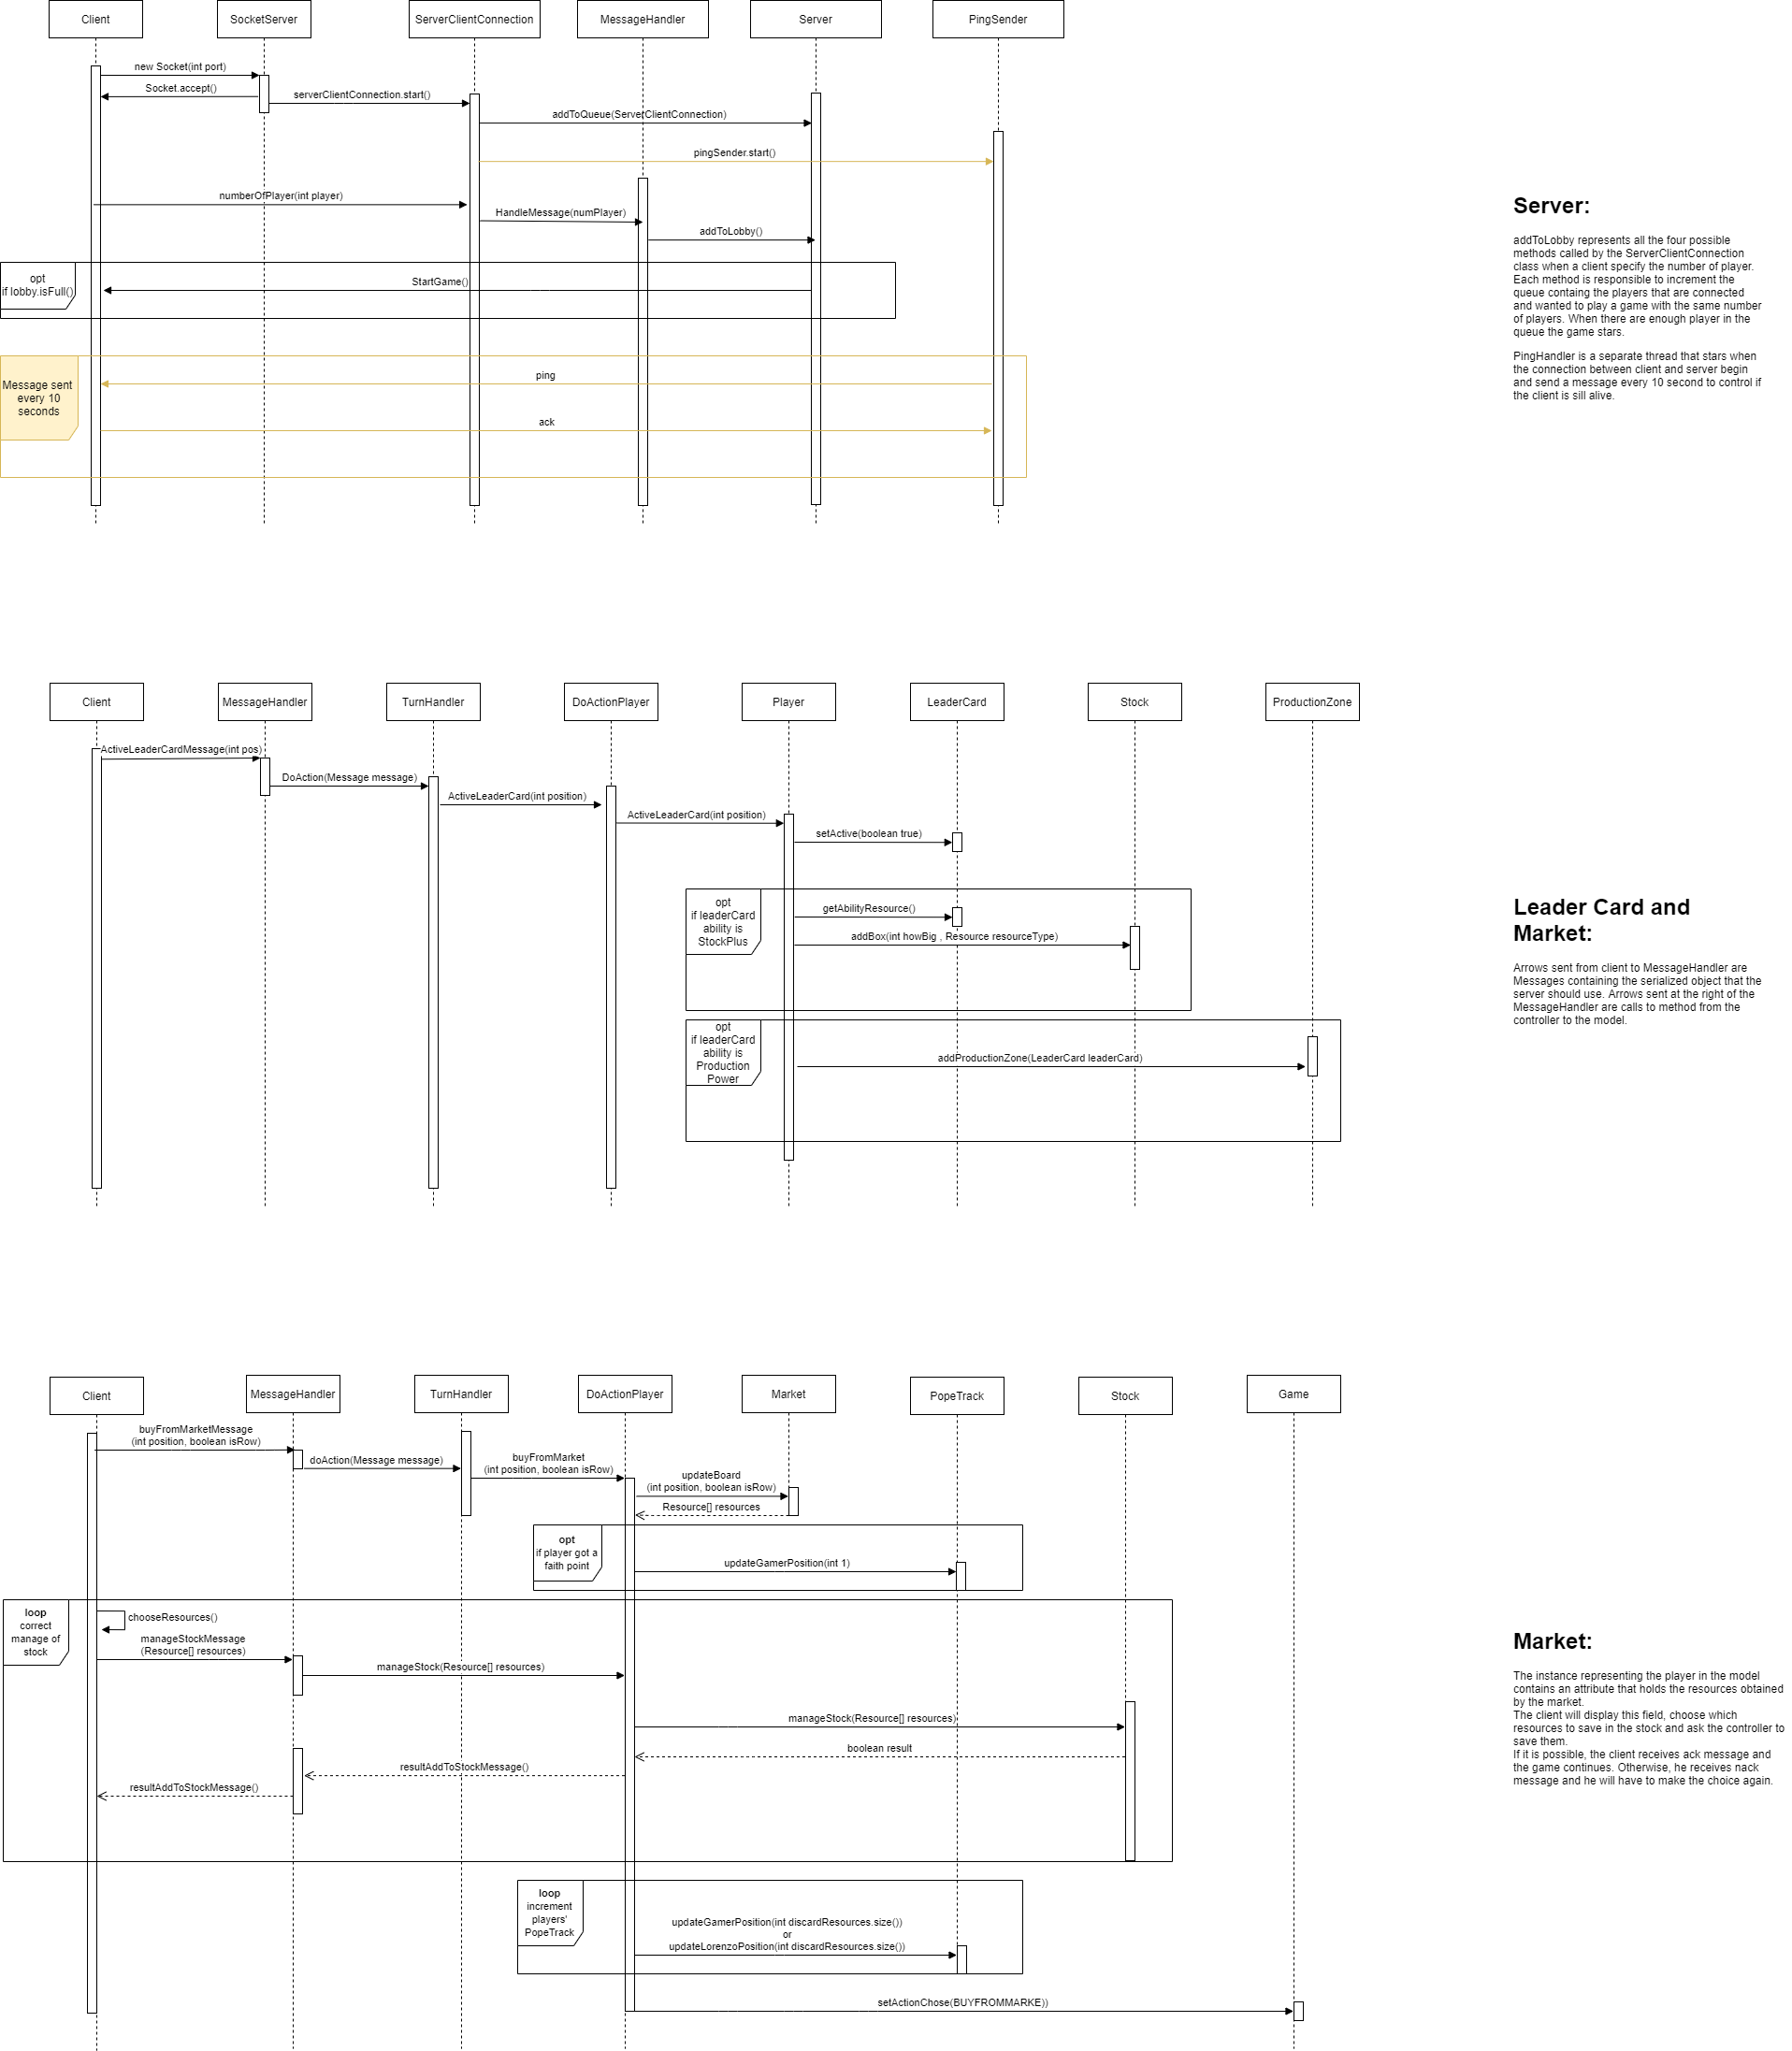 Client
SocketServer
ServerClientConnection
MessageHandler
Server
PingSender
new Socket(int port)
Socket.accept()
serverClientConnection.start()
addToQueue(ServerClientConnection)
pingSender.start()
numberOfPlayer(int player)
HandleMessage(numPlayer)
addToLobby()
opt
if lobby.isFull()
StartGame()
Message sent
every 10
seconds
ping
ack
Server:
addToLobby represents all the four possible
methods called by the ServerClientConnection
class when a client specify the number of player.
Each method is responsible to increment the
queue containg the players that are connected
and wanted to play a game with the same number
of players. When there are enough player in the
queue the game stars.
PingHandler is a separate thread that stars when
the connection between client and server begin
and send a message every 10 second to control if
the client is sill alive.
Client
MessageHandler
TurnHandler
DoActionPlayer
Player
LeaderCard
Stock
ProductionZone
ActiveLeaderCardMessage(int pos)
DoAction(Message message)
ActiveLeaderCard(int position)
ActiveLeaderCard(int position)
setActive(boolean true)
opt
if leaderCard
ability is
StockPlus
getAbilityResource()
addBox(int howBig , Resource resourceType)
opt
if leaderCard
ability is
Production
Power
addProductionZone(LeaderCard leaderCard)
Leader Card and
Market:
Arrows sent from client to MessageHandler are
Messages containing the serialized object that the
server should use. Arrows sent at the right of the
MessageHandler are calls to method from the
controller to the model.
Client
MessageHandler
TurnHandler
DoActionPlayer
Market
PopeTrack
Stock
Game
buyFromMarketMessage
(int position, boolean isRow)
doAction(Message message)
buyFromMarket
(int position, boolean isRow)
updateBoard
(int position, boolean isRow)
Resource[] resources
opt
if player got a
faith point
updateGamerPosition(int 1)
loop
correct
manage of
stock
chooseResources()
manageStockMessage
(Resource[] resources)
manageStock(Resource[] resources)
manageStock(Resource[] resources)
boolean result
resultAddToStockMessage()
resultAddToStockMessage()
loop
increment
players'
PopeTrack
updateGamerPosition(int discardResources.size())
or
updateLorenzoPosition(int discardResources.size())
setActionChose(BUYFROMMARKE))
Market:
The instance representing the player in the model
contains an attribute that holds the resources obtained
by the market.
The client will display this field, choose which
resources to save in the stock and ask the controller to
save them.
If it is possible, the client receives ack message and
the game continues. Otherwise, he receives nack
message and he will have to make the choice again.